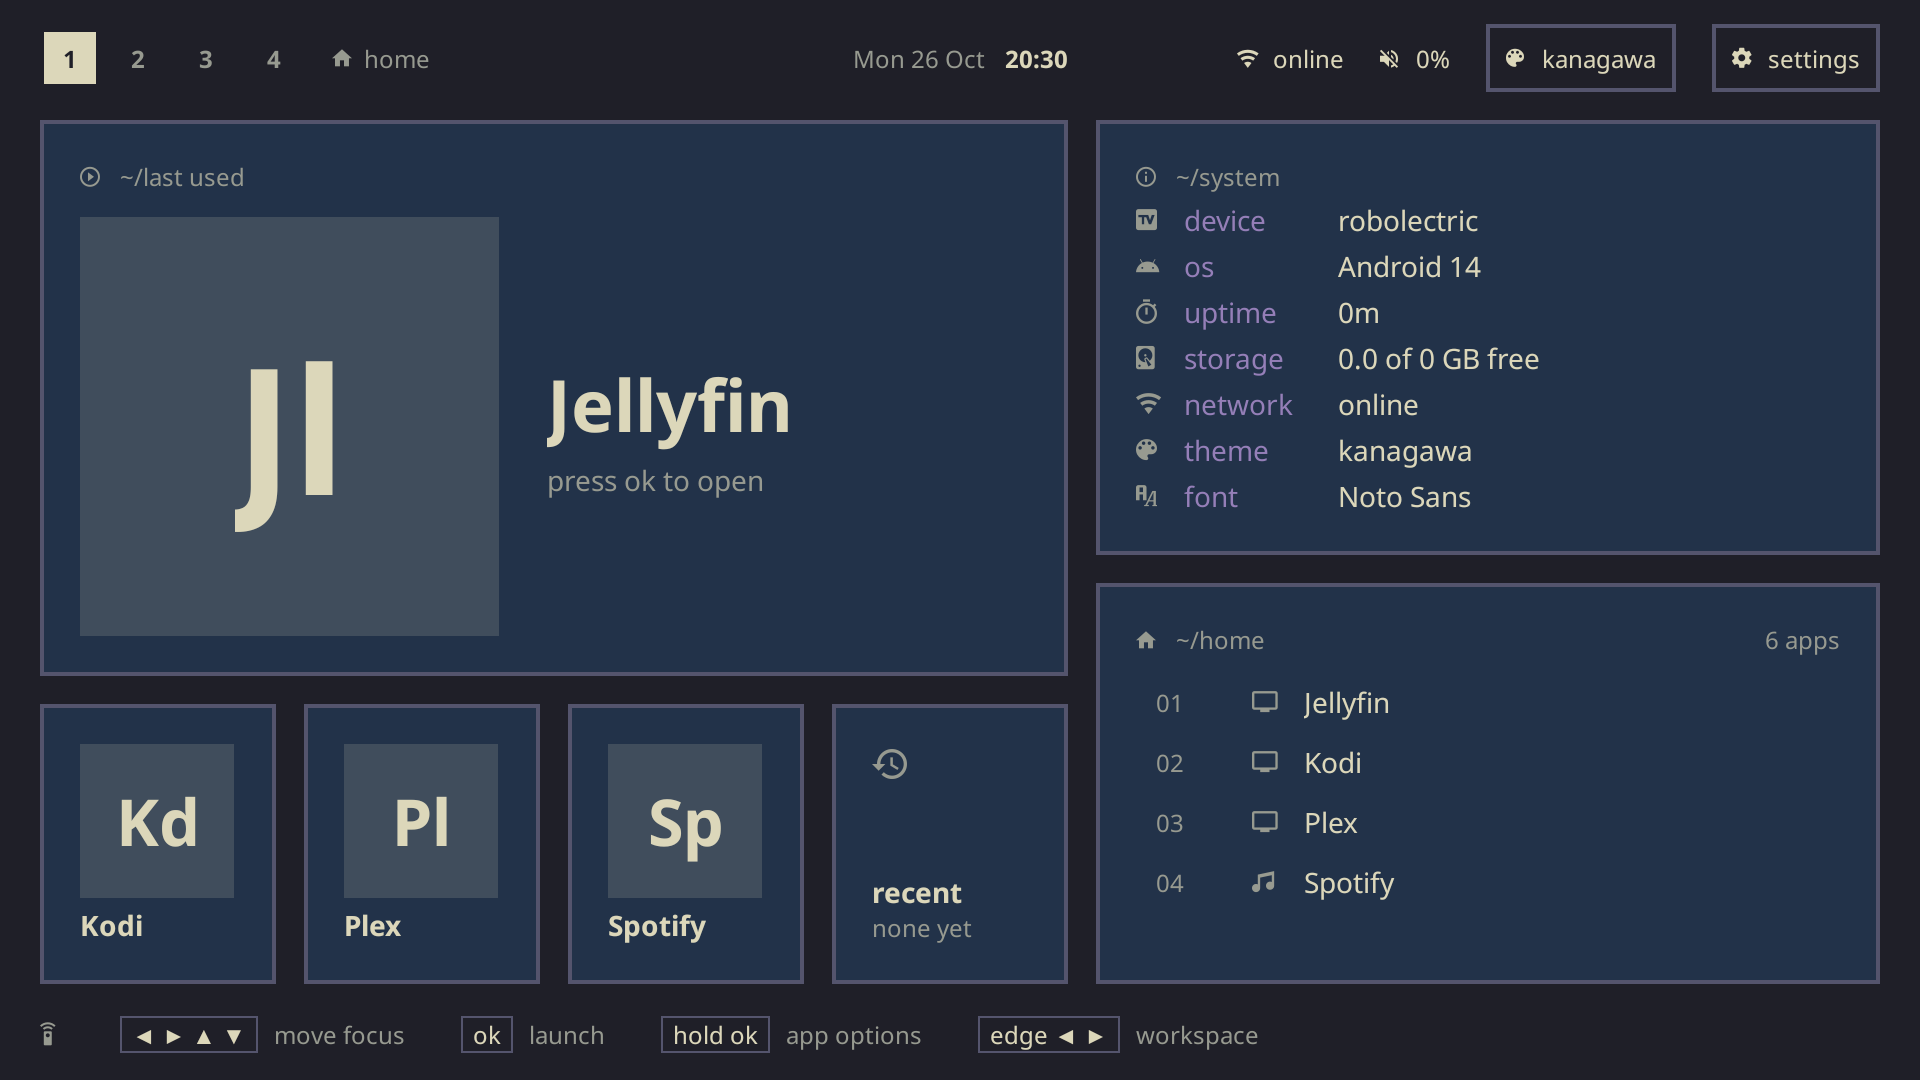 1 2 3 4 home
Mon 26 Oct 20:30
online 0% kanagawa settings
~/last used
Jl
Jellyfin
press ok to open
~/system
TV device robolectric
os Android 14
uptime 0m
storage 0.0 of 0 GB free
network online
theme kanagawa
font Noto Sans
Kd
Kodi
Pl
Plex
Sp
Spotify
recent
none yet
~/home 6 apps
01 Jellyfin
02 Kodi
03 Plex
04 Spotify
◀ ▶ ▲ ▼ move focus ok launch hold ok app options edge ◀ ▶ workspace